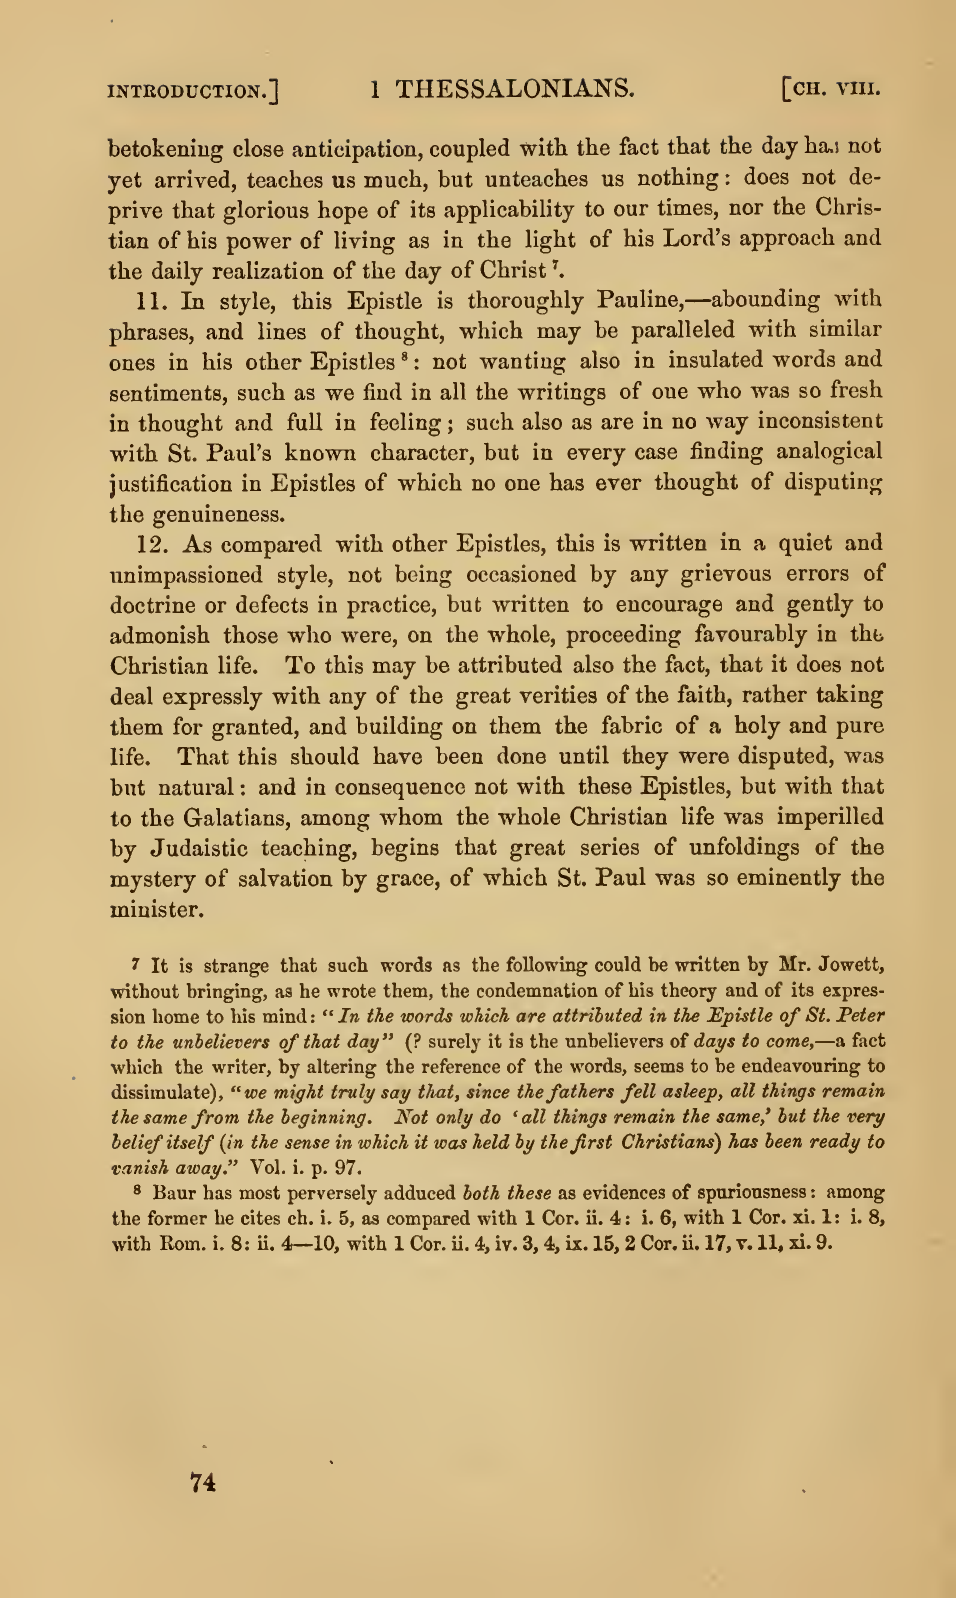 INTRODUCTION.] 1 THESSALONIANS. [CH. VIII.
betokening close anticipation, coupled with the fact that the day has not
yet arrived, teaches us much, but unteaches us nothing: does not de-
prive that glorious hope of its applicability to our times, nor the Chris-
tian of his power of living as in the light of his Lord's approach and
the daily realization of the day of Christ ⁷.
11. In style, this Epistle is thoroughly Pauline,—abounding with
phrases, and lines of thought, which may be paralleled with similar
ones in his other Epistles ⁸: not wanting also in insulated words and
sentiments, such as we find in all the writings of one who was so fresh
in thought and full in feeling; such also as are in no way inconsistent
with St. Paul's known character, but in every case finding analogical
justification in Epistles of which no one has ever thought of disputing
the genuineness.
12. As compared with other Epistles, this is written in a quiet and
unimpassioned style, not being occasioned by any grievous errors of
doctrine or defects in practice, but written to encourage and gently to
admonish those who were, on the whole, proceeding favourably in the
Christian life. To this may be attributed also the fact, that it does not
deal expressly with any of the great verities of the faith, rather taking
them for granted, and building on them the fabric of a holy and pure
life. That this should have been done until they were disputed, was
but natural: and in consequence not with these Epistles, but with that
to the Galatians, among whom the whole Christian life was imperilled
by Judaistic teaching, begins that great series of unfoldings of the
mystery of salvation by grace, of which St. Paul was so eminently the
minister.
⁷ It is strange that such words as the following could be written by Mr. Jowett,
without bringing, as he wrote them, the condemnation of his theory and of its expres-
sion home to his mind: "In the words which are attributed in the Epistle of St. Peter
to the unbelievers of that day" (? surely it is the unbelievers of days to come,—a fact
which the writer, by altering the reference of the words, seems to be endeavouring to
dissimulate), "we might truly say that, since the fathers fell asleep, all things remain
the same from the beginning. Not only do 'all things remain the same,' but the very
belief itself (in the sense in which it was held by the first Christians) has been ready to
vanish away." Vol. i. p. 97.
⁸ Baur has most perversely adduced both these as evidences of spuriousness: among
the former he cites ch. i. 5, as compared with 1 Cor. ii. 4: i. 6, with 1 Cor. xi. 1: i. 8,
with Rom. i. 8: ii. 4—10, with 1 Cor. ii. 4, iv. 3, 4, ix. 15, 2 Cor. ii. 17, v. 11, xi. 9.
74